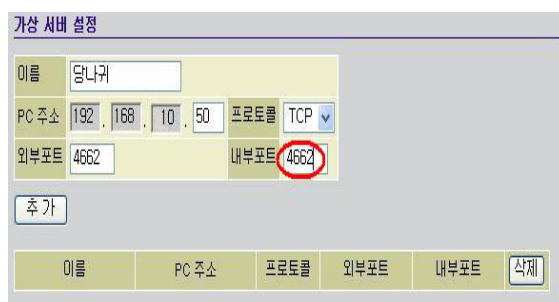 가상 서버 설정
이름 당나귀
PC 주소 192 . 168 . 10 . 50 프로토콜 TCP
외부포트 4662 내부포트 4662
추가
이름 PC 주소 프로토콜 외부포트 내부포트 삭제